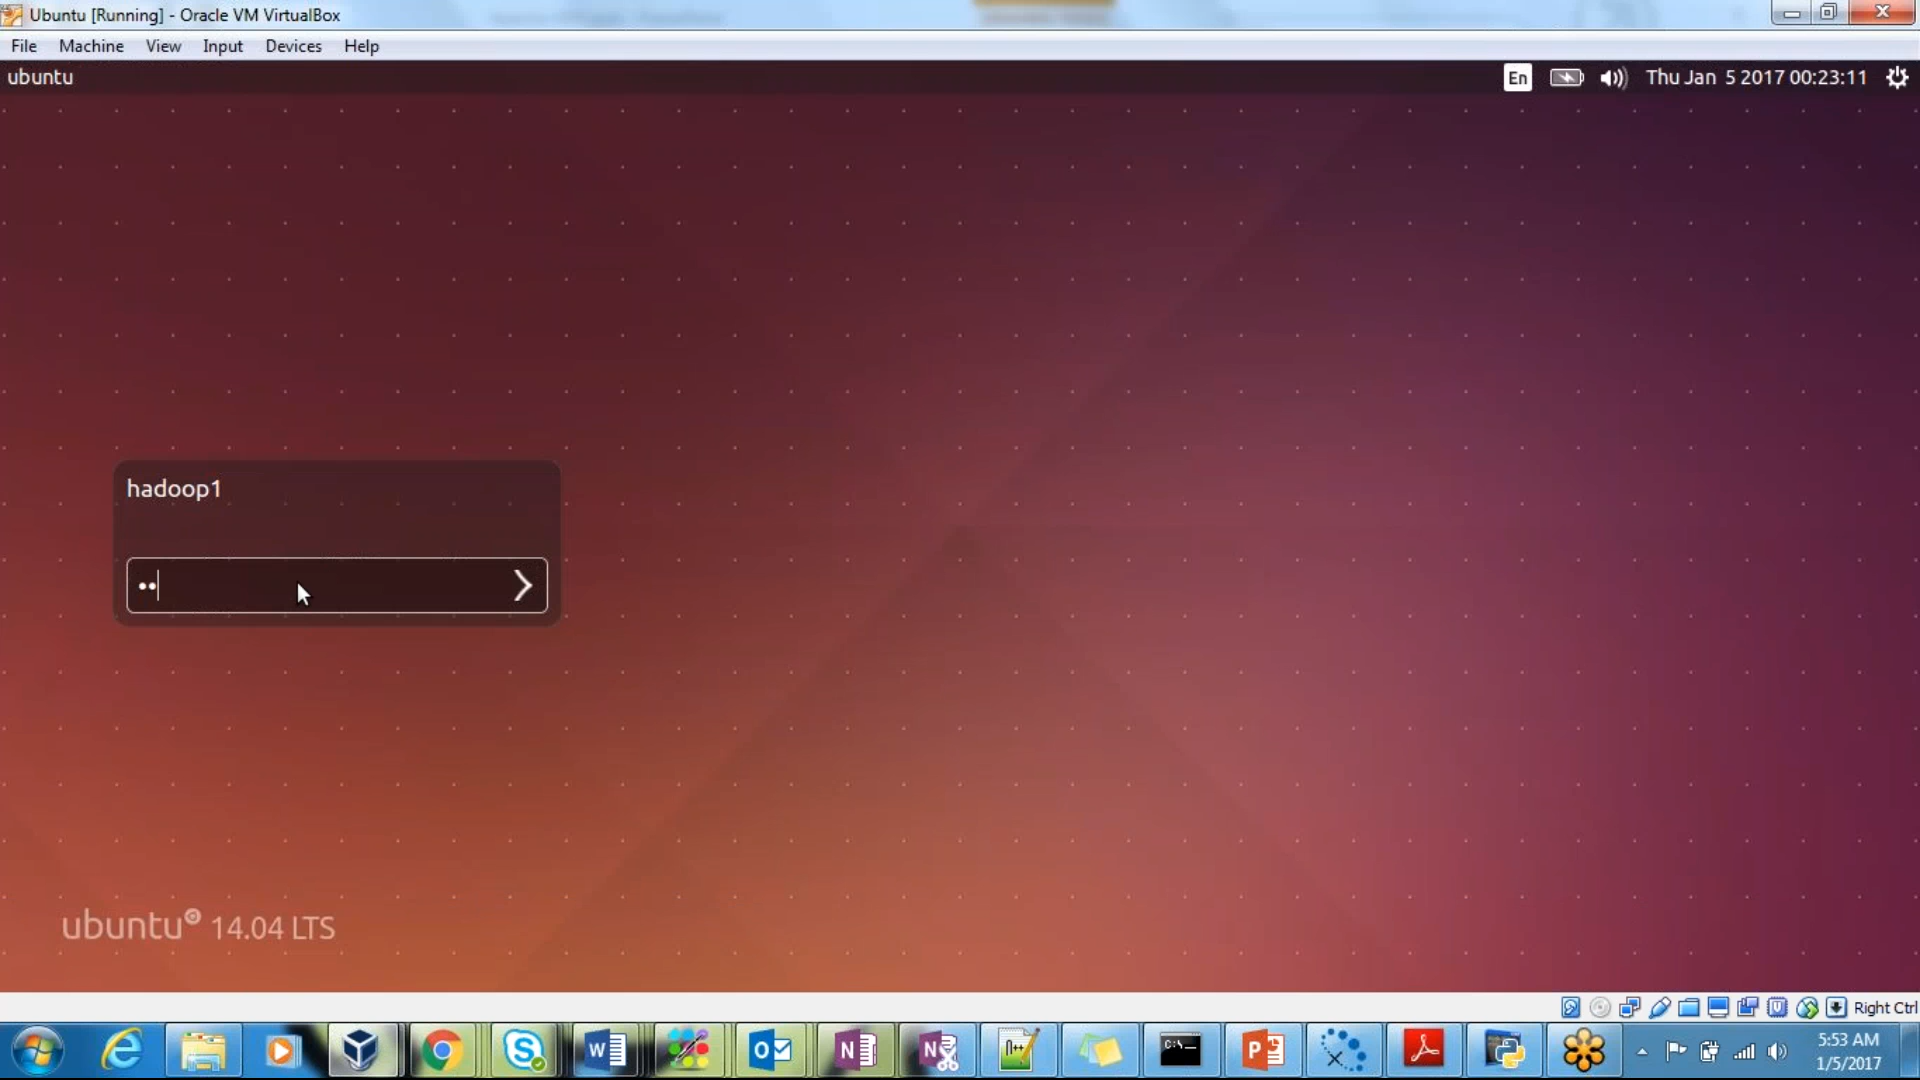 Ubuntu [Running] - Oracle VM VirtualBox
File Machine View Input Devices Help
ubuntu
En Thu Jan 5 2017 00:23:11
hadoop1
ubuntu® 14.04 LTS
Right Ctrl
5:53 AM
1/5/2017